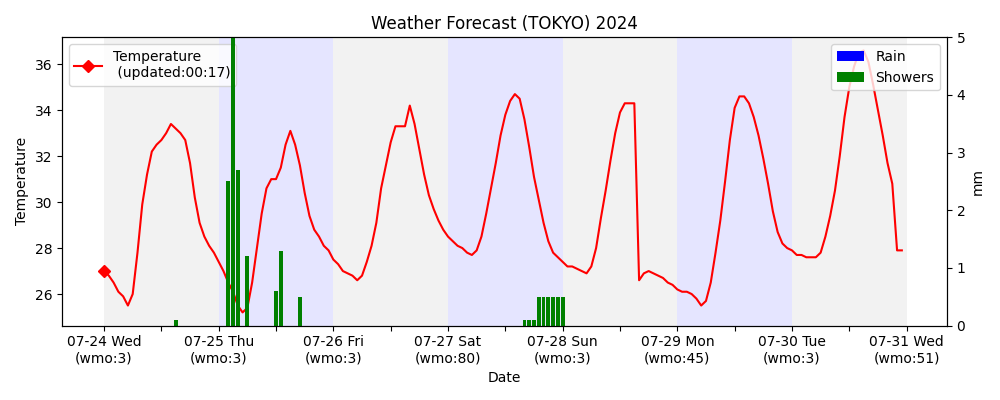 Weather Forecast (TOKYO) 2024
Temperature
(updated:00:17)
Rain
Showers
36
34
32
30
28
26
Temperature
5
4
3
2
1
0
mm
07-24 Wed 07-25 Thu 07-26 Fri 07-27 Sat 07-28 Sun 07-29 Mon 07-30 Tue 07-31 Wed
(wmo:3) (wmo:3) (wmo:3) (wmo:80) (wmo:3) (wmo:45) (wmo:3) (wmo:51)
Date